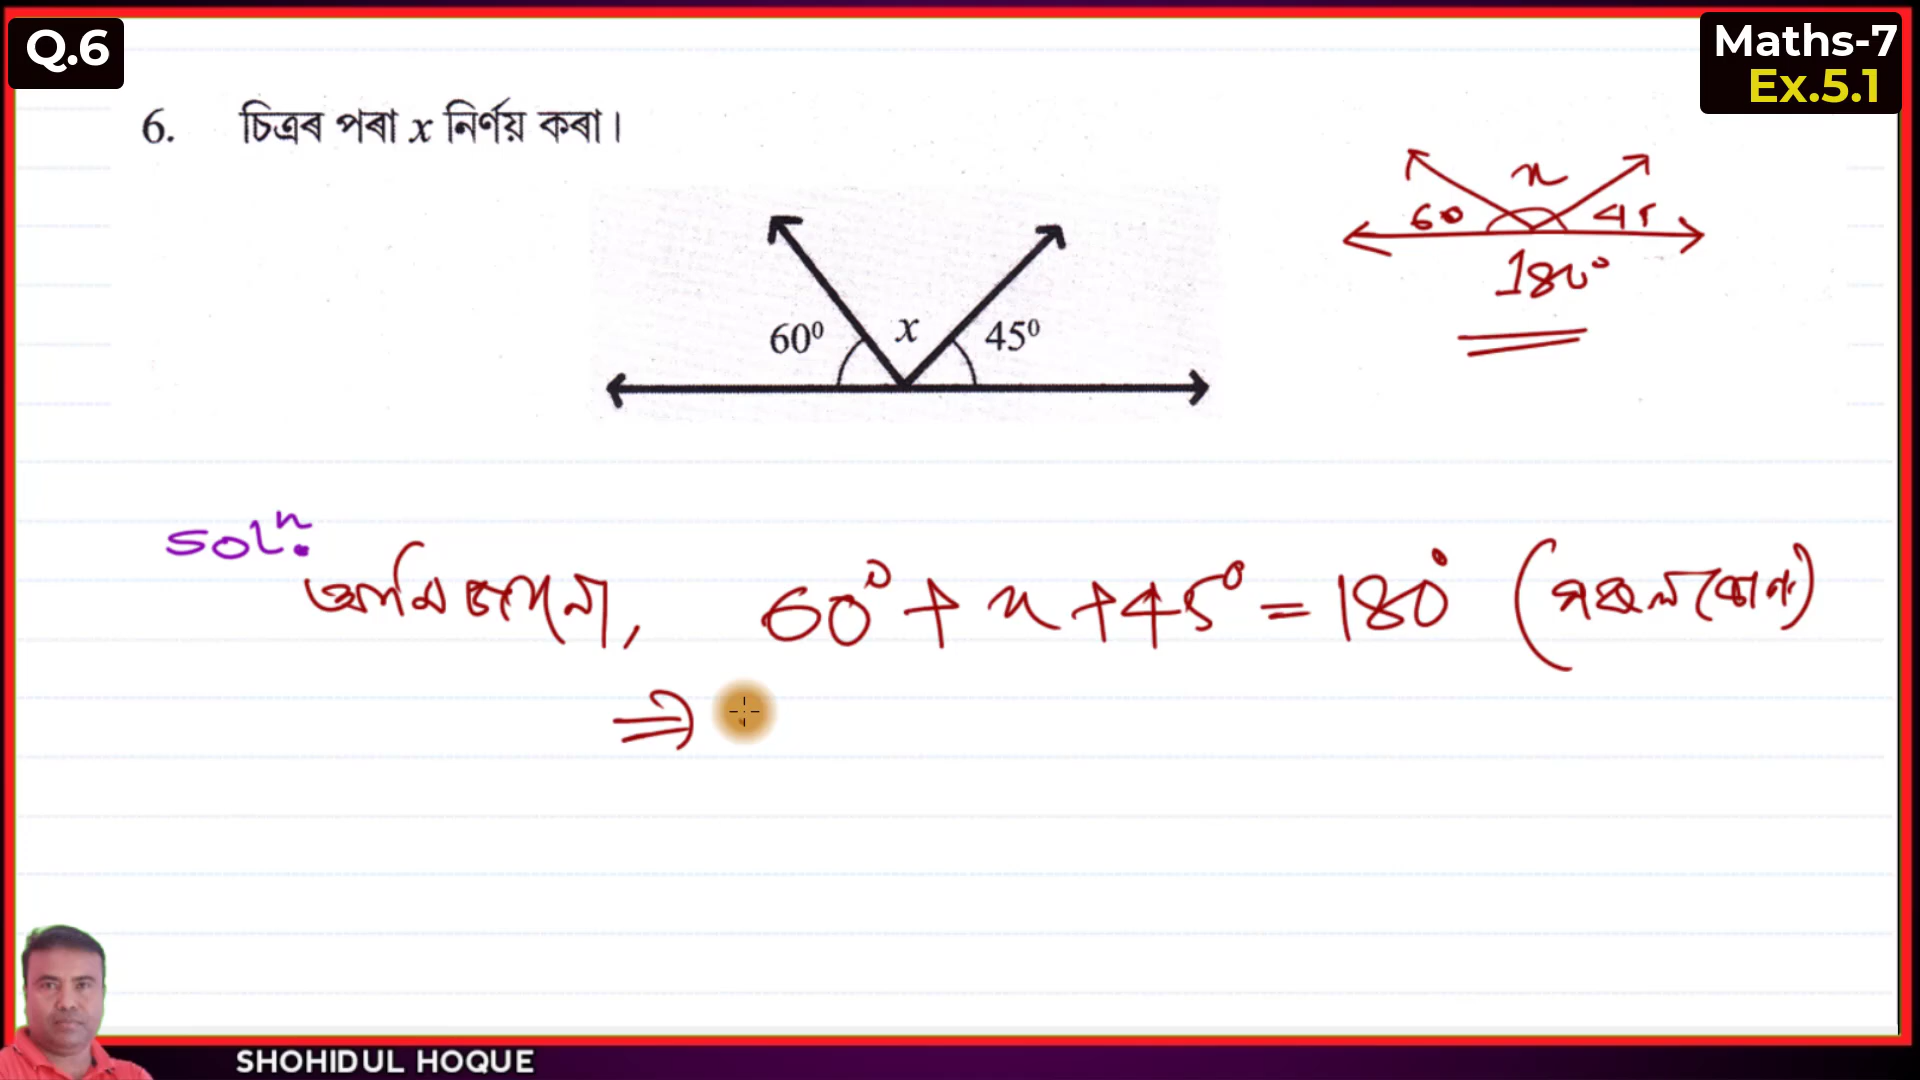 Q.6
Maths-7
Ex.5.1
6. চিত্ৰৰ পৰা x নিৰ্ণয় কৰা।
60⁰ x 45⁰
x
60 45
180°
Solⁿ:
আমি জানো, 60° + x + 45° = 180° (সৰল কোণ)
⇒
SHOHIDUL HOQUE